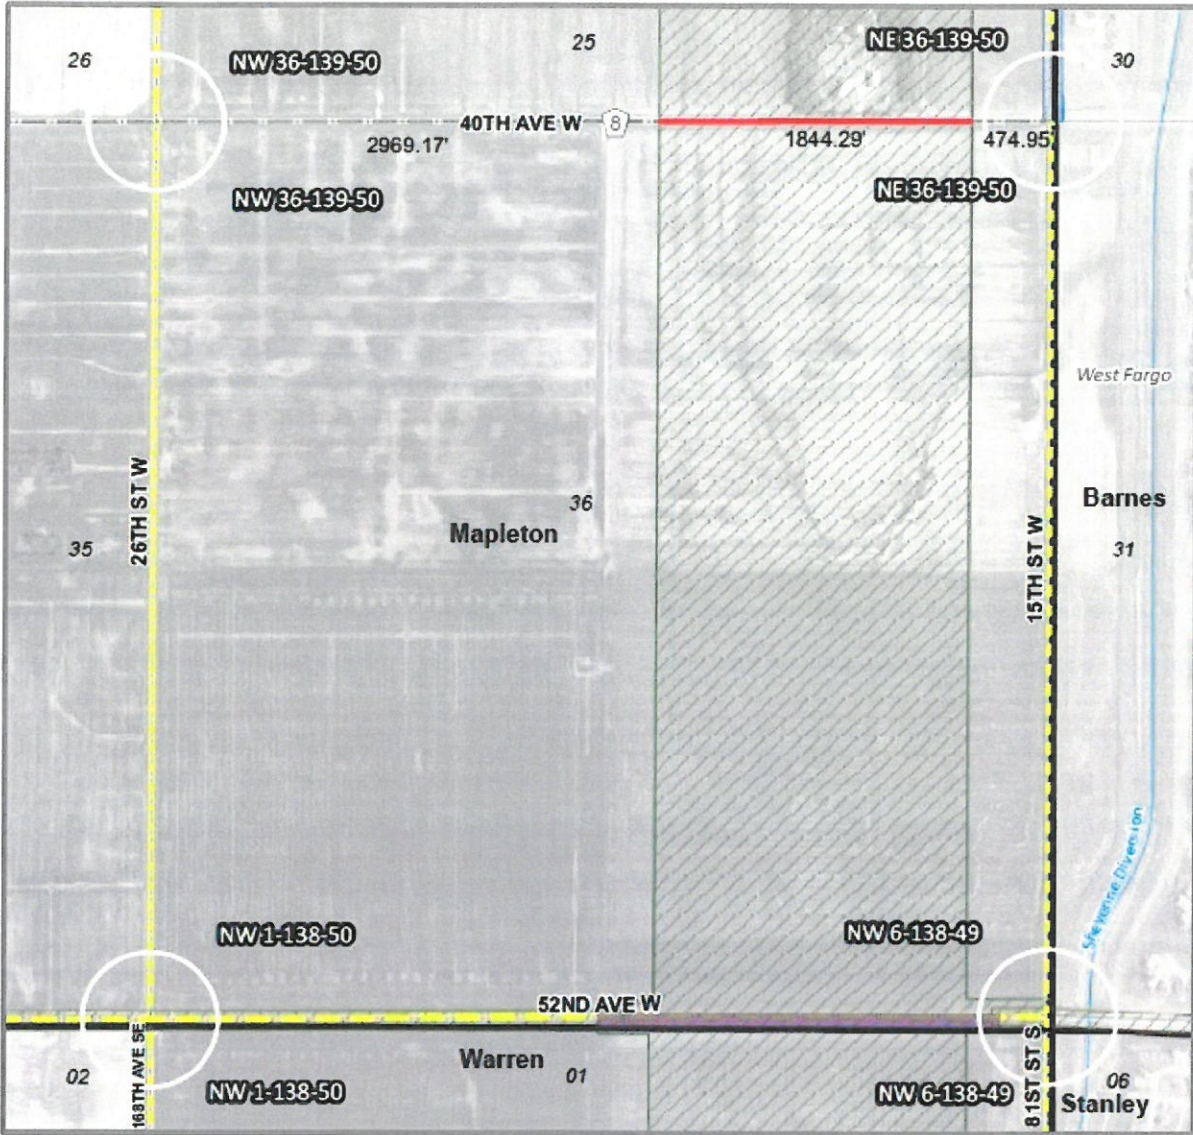 26
NW 36-139-50
25
NE 36-139-50
30
40TH AVE W
8
2969.17'
1844.29'
474.95'
NW 36-139-50
NE 36-139-50
West Fargo
26TH ST W
36
Mapleton
Barnes
35
15TH ST W
31
Sheyenne Diversion
NW 1-138-50
NW 6-138-49
52ND AVE W
168TH AVE SE
Warren
81ST ST S
02
01
06
NW 1-138-50
NW 6-138-49
Stanley